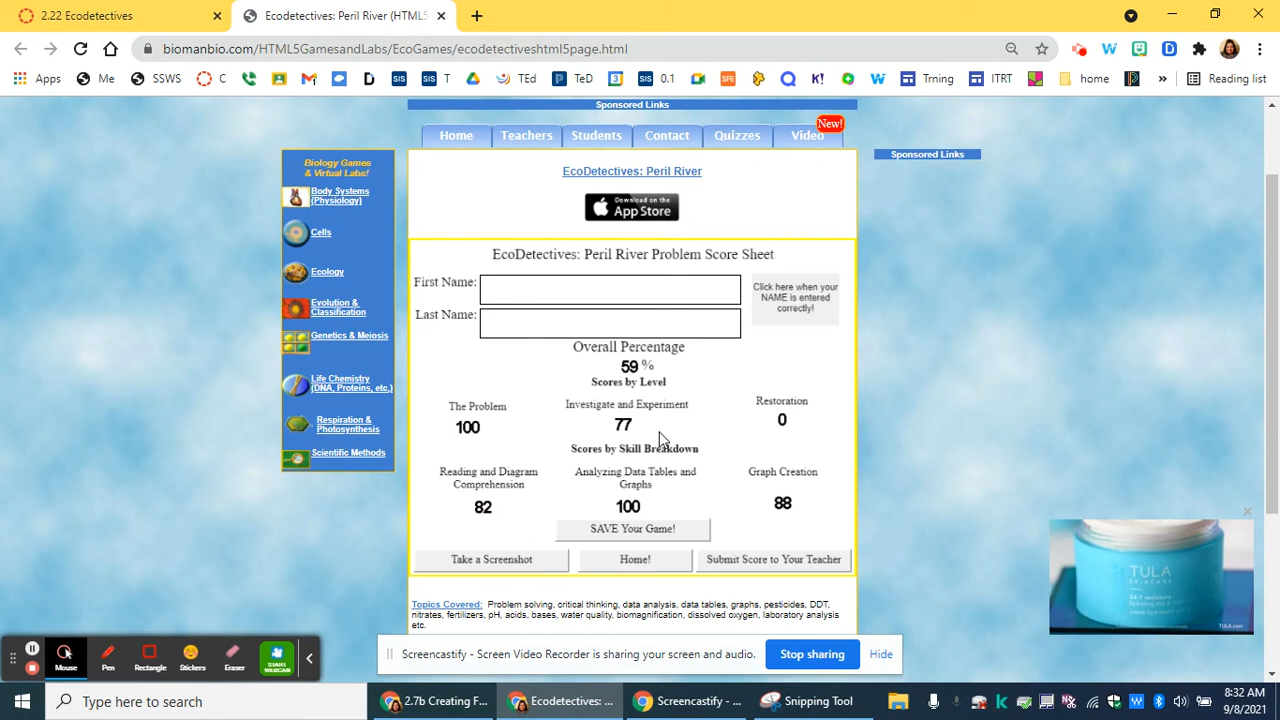 2.22 Ecodetectives
Ecodetectives: Peril River (HTML5
biomanbio.com/HTML5GamesandLabs/EcoGames/ecodetectiveshtml5page.html
Apps Me SSWS C M SIS T TEd TeD SIS 0.1 SFE K! Trning ITRT home » Reading list
Sponsored Links
Home Teachers Students Contact Quizzes Video New!
Sponsored Links
Biology Games
& Virtual Labs!
Body Systems
(Physiology)
Cells
Ecology
Evolution &
Classification
Genetics & Meiosis
Life Chemistry
(DNA, Proteins, etc.)
Respiration &
Photosynthesis
Scientific Methods
EcoDetectives: Peril River
Download on the
App Store
EcoDetectives: Peril River Problem Score Sheet
First Name:
Last Name:
Click here when your
NAME is entered
correctly!
Overall Percentage
59 %
Scores by Level
The Problem Investigate and Experiment Restoration
100 77 0
Scores by Skill Breakdown
Reading and Diagram
Comprehension
82
Analyzing Data Tables and
Graphs
100
Graph Creation
88
SAVE Your Game!
Take a Screenshot Home! Submit Score to Your Teacher
Topics Covered: Problem solving, critical thinking, data analysis, data tables, graphs, pesticides, DDT,
nitrates, fertilizers, pH, acids, bases, water quality, biomagnification, dissolved oxygen, laboratory analysis
etc.
TULA
SKINCARE
24-7 moisture
TULA.com
Mouse Pen Rectangle Stickers Eraser
Screencastify - Screen Video Recorder is sharing your screen and audio. Stop sharing Hide
Type here to search
2.7b Creating F... Ecodetectives: ... Screencastify - ... Snipping Tool
8:32 AM
9/8/2021